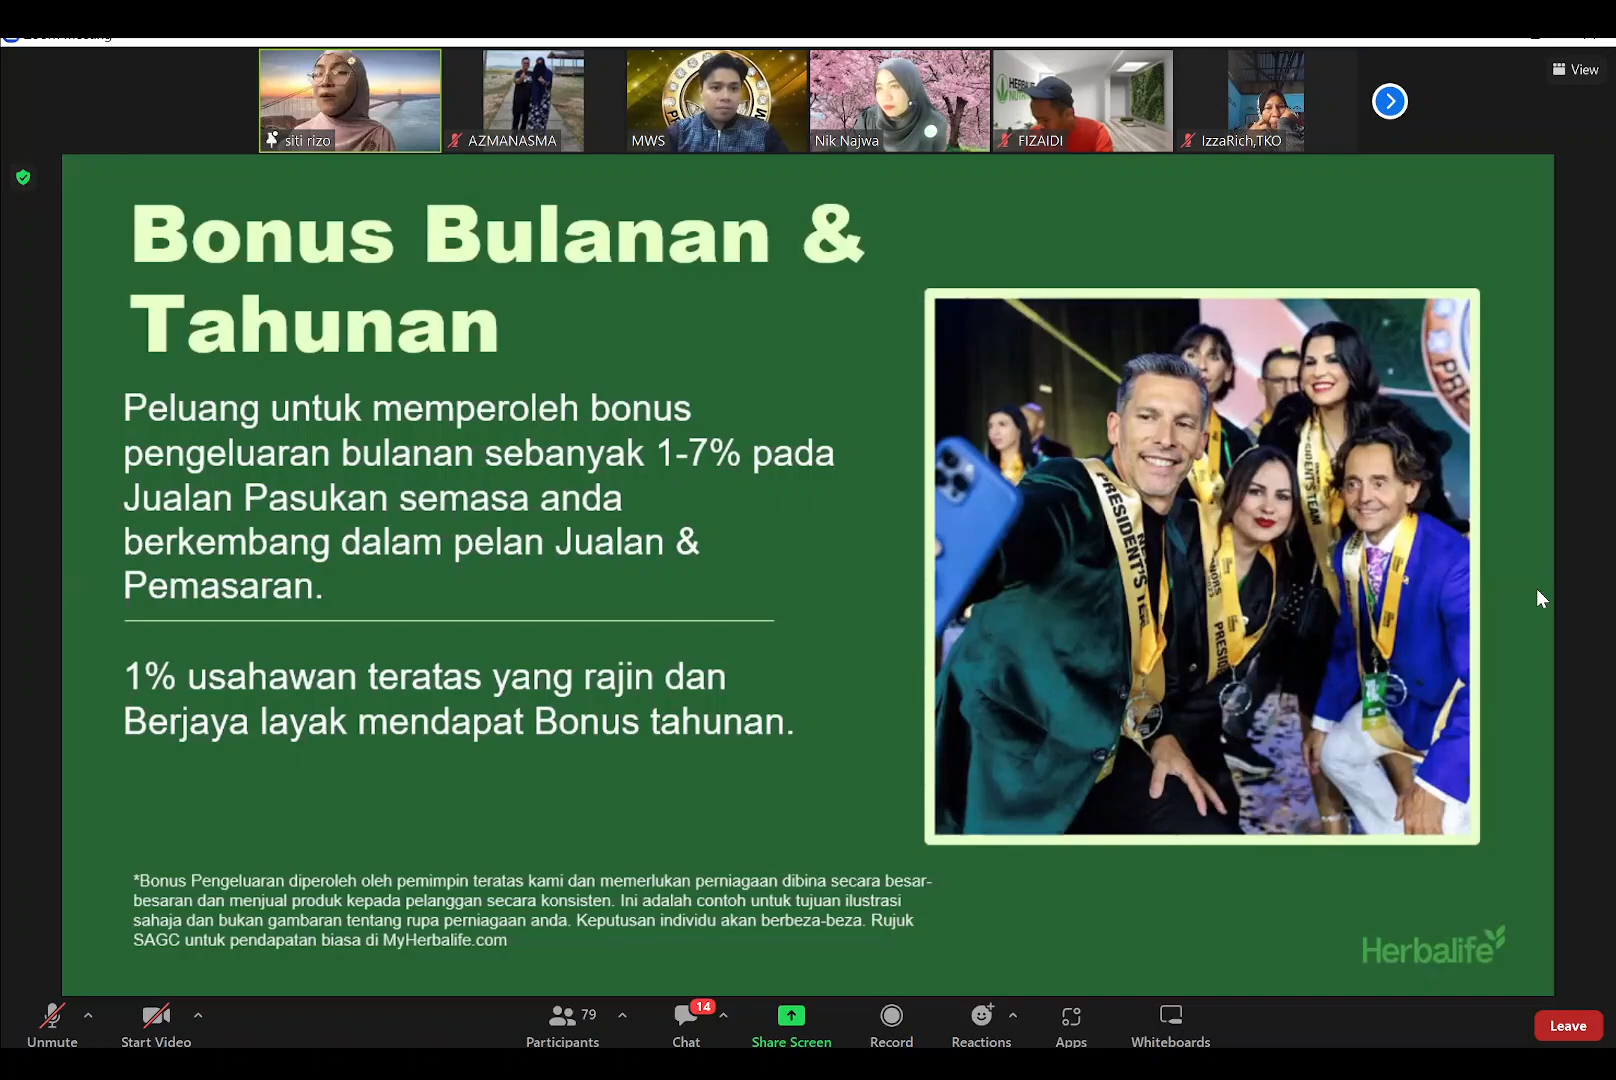 View
siti rizo
AZMANASMA
MWS
Nik Najwa
HERBALIFE
FIZAIDI
IzzaRich,TKO
Bonus Bulanan &
Tahunan
Peluang untuk memperoleh bonus
pengeluaran bulanan sebanyak 1-7% pada
Jualan Pasukan semasa anda
berkembang dalam pelan Jualan &
Pemasaran.
1% usahawan teratas yang rajin dan
Berjaya layak mendapat Bonus tahunan.
PRESIDENT'S TEAM
*Bonus Pengeluaran diperoleh oleh pemimpin teratas kami dan memerlukan perniagaan dibina secara besar-
besaran dan menjual produk kepada pelanggan secara konsisten. Ini adalah contoh untuk tujuan ilustrasi
sahaja dan bukan gambaran tentang rupa perniagaan anda. Keputusan individu akan berbeza-beza. Rujuk
SAGC untuk pendapatan biasa di MyHerbalife.com
Herbalife
Unmute
Start Video
79
Participants
14
Chat
Share Screen
Record
Reactions
Apps
Whiteboards
Leave